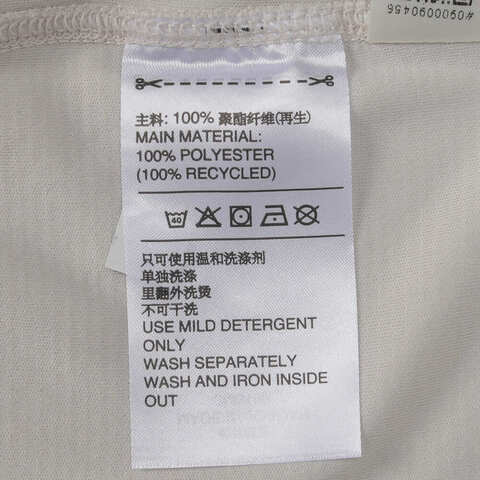 #0900090456
主料: 100% 聚酯纤维(再生)
MAIN MATERIAL:
100% POLYESTER
(100% RECYCLED)
40
只可使用温和洗涤剂
单独洗涤
里翻外洗烫
不可干洗
USE MILD DETERGENT
ONLY
WASH SEPARATELY
WASH AND IRON INSIDE
OUT